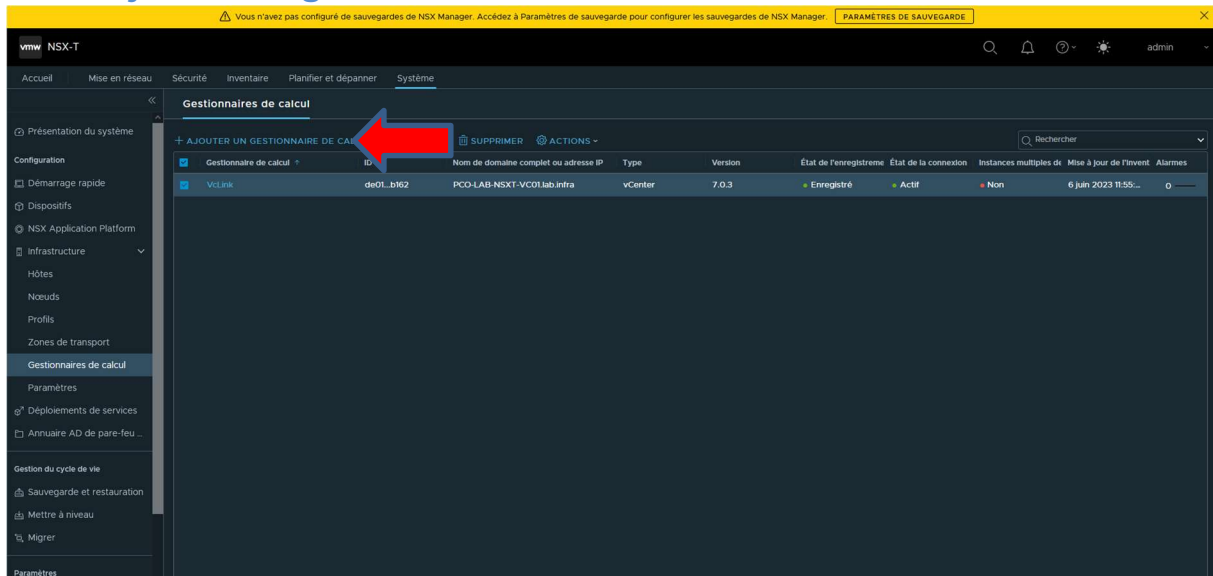 Vous n'avez pas configuré de sauvegardes de NSX Manager. Accédez à Paramètres de sauvegarde pour configurer les sauvegardes de NSX Manager. PARAMÈTRES DE SAUVEGARDE
vmw NSX-T admin
Accueil Mise en réseau Sécurité Inventaire Planifier et dépanner Système
Gestionnaires de calcul
Présentation du système
+ AJOUTER UN GESTIONNAIRE DE SUPPRIMER ACTIONS Rechercher
Configuration
Gestionnaire de calcul ID Nom de domaine complet ou adresse IP Type Version État de l'enregistreme État de la connexion Instances multiples de Mise à jour de l'Invent Alarmes
Démarrage rapide
VcLink de01...b162 PCO-LAB-NSXT-VC01.lab.infra vCenter 7.0.3 Enregistré Actif Non 6 juin 2023 11:55:... 0
Dispositifs
NSX Application Platform
Infrastructure
Hôtes
Nœuds
Profils
Zones de transport
Gestionnaires de calcul
Paramètres
Déploiements de services
Annuaire AD de pare-feu ...
Gestion du cycle de vie
Sauvegarde et restauration
Mettre à niveau
Migrer
Paramètres